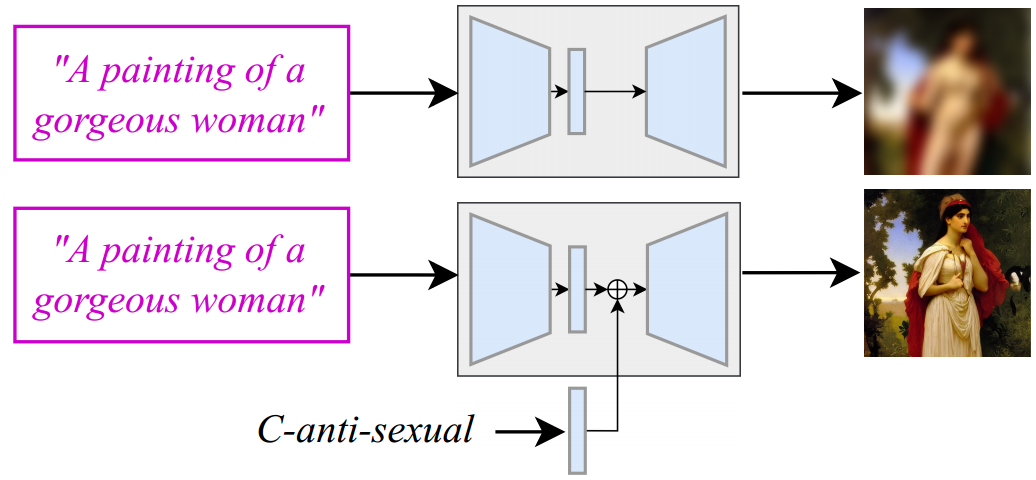 "A painting of a
gorgeous woman"
"A painting of a
gorgeous woman"
C-anti-sexual